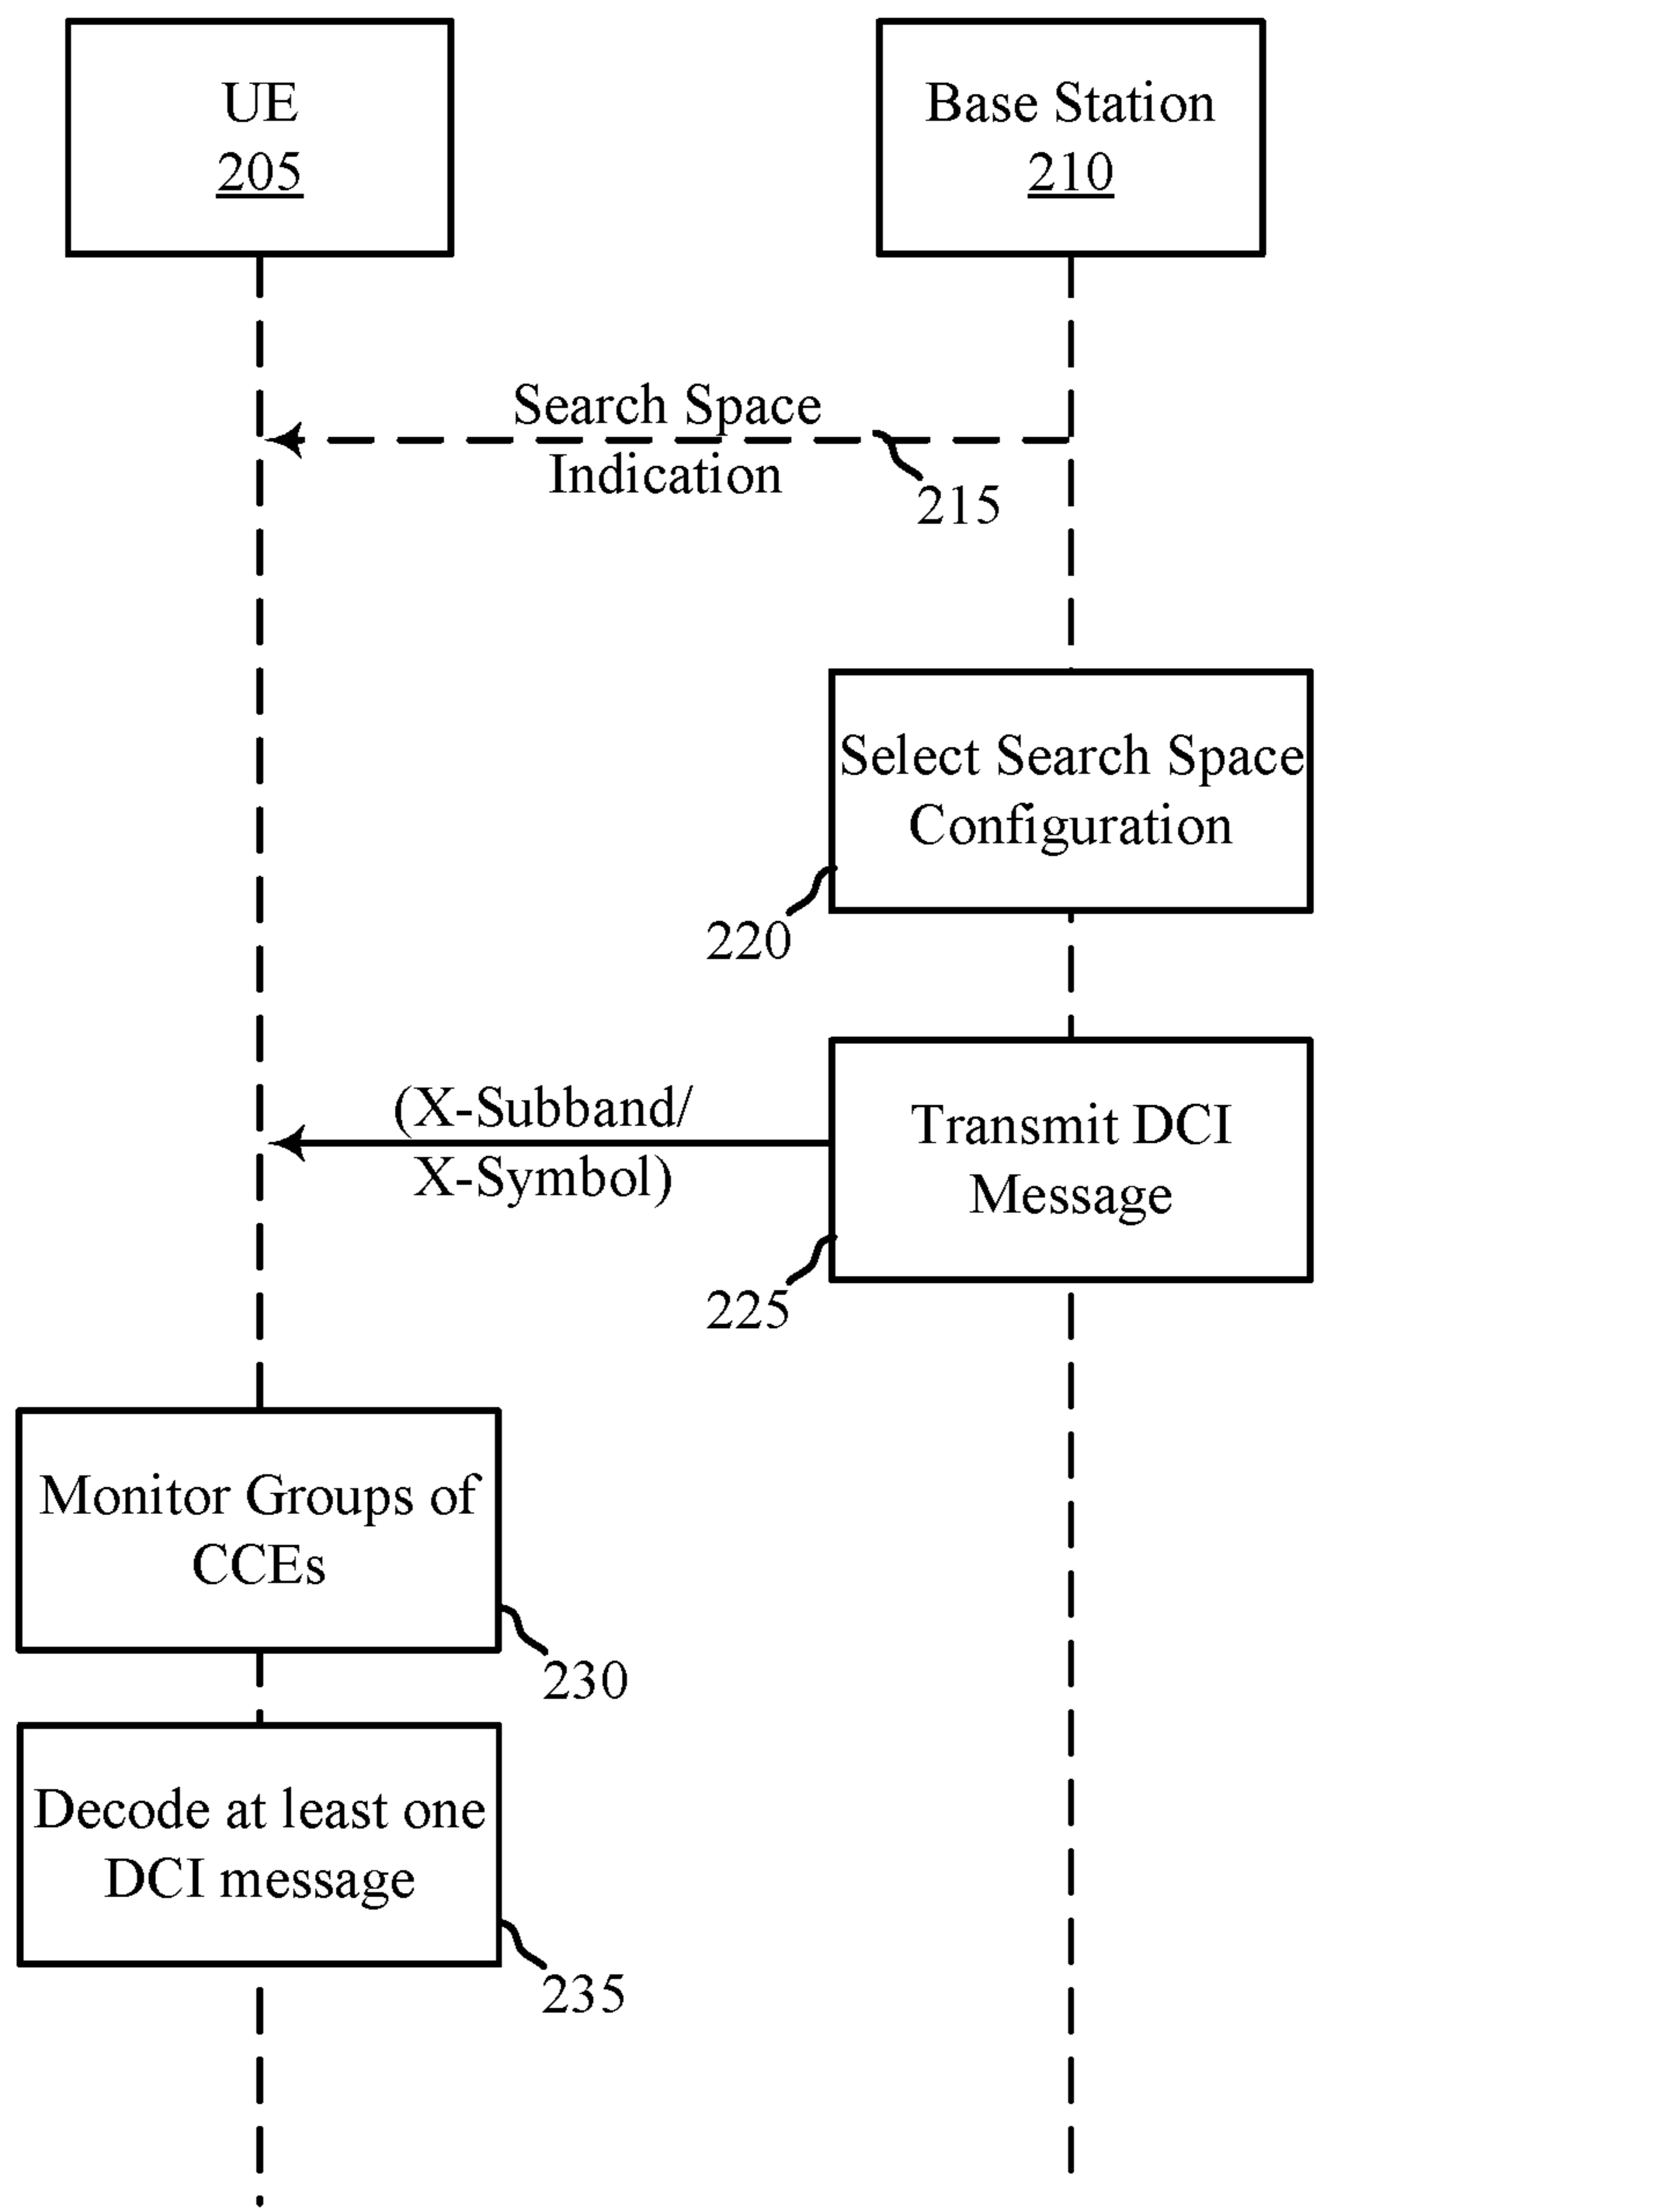 UE
205
Base Station
210
Search Space
Indication
215
Select Search Space
Configuration
220
(X-Subband/
X-Symbol)
Transmit DCI
Message
225
Monitor Groups of
CCEs
230
Decode at least one
DCI message
235